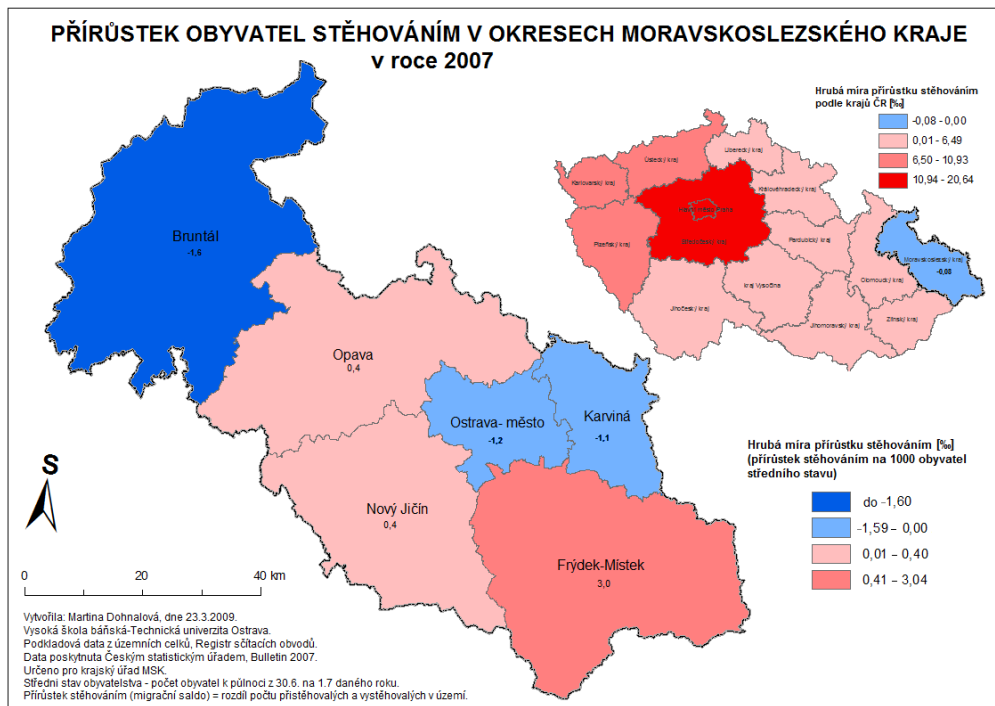 PŘÍRŮSTEK OBYVATEL STĚHOVÁNÍM V OKRESECH MORAVSKOSLEZSKÉHO KRAJE
v roce 2007
Hrubá míra přírůstku stěhováním
podle krajů ČR [‰]
-0,08 - 0,00
0,01 - 6,49
6,50 - 10,93
10,94 - 20,64
Liberecký kraj
Ústecký kraj
Karlovarský kraj
Královéhradecký kraj
Hlavní město Praha
Středočeský kraj
Plzeňský kraj
Pardubický kraj
Moravskoslezský kraj
-0,08
Olomoucký kraj
kraj Vysočina
Jihočeský kraj
Jihomoravský kraj
Zlínský kraj
Bruntál
-1,6
Opava
0,4
Ostrava- město
-1,2
Karviná
-1,1
Nový Jičín
0,4
Frýdek-Místek
3,0
Hrubá míra přírůstku stěhováním [‰]
(přírůstek stěhováním na 1000 obyvatel
středního stavu)
do -1,60
-1,59 – 0,00
0,01 – 0,40
0,41 – 3,04
S
0 20 40 km
Vytvořila: Martina Dohnalová, dne 23.3.2009.
Vysoká škola báňská-Technická univerzita Ostrava.
Podkladová data z územních celků, Registr sčítacích obvodů.
Data poskytnuta Českým statistickým úřadem, Bulletin 2007.
Určeno pro krajský úřad MSK.
Středni stav obyvatelstva - počet obyvatel k půlnoci z 30.6. na 1.7 daného roku.
Přírůstek stěhováním (migrační saldo) = rozdíl počtu přistěhovalých a vystěhovalých v území.